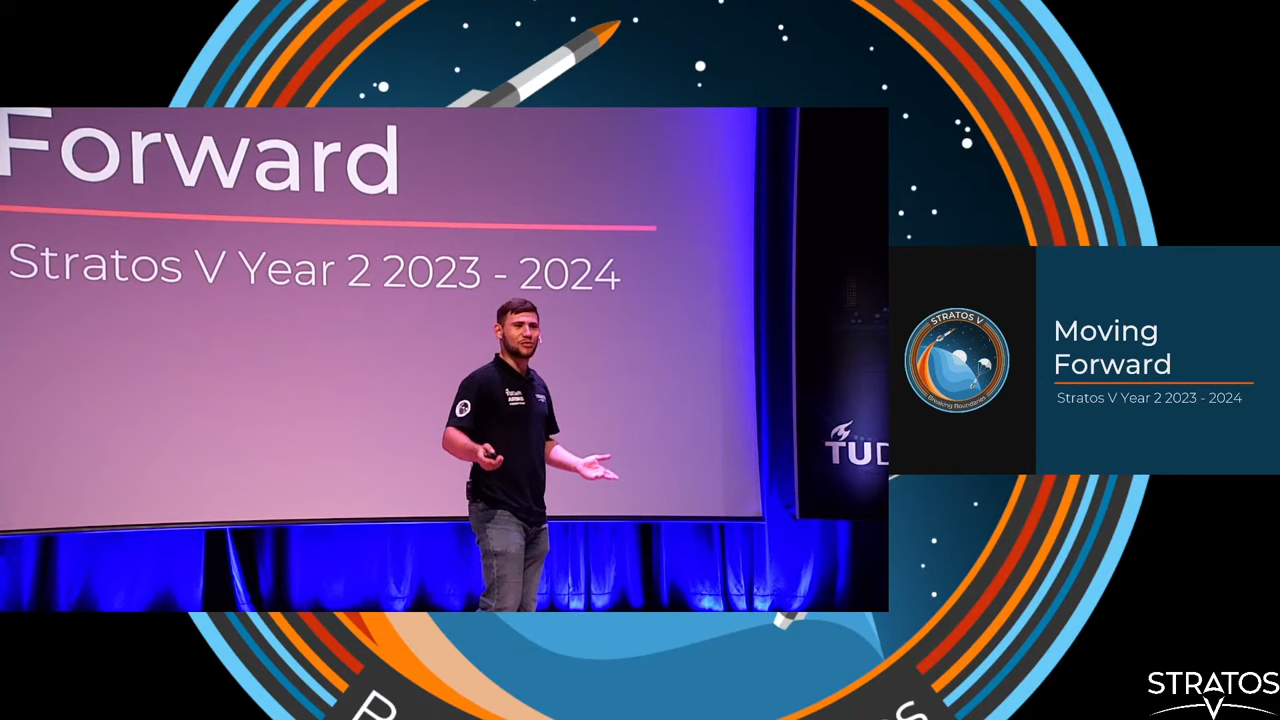 Forward
Stratos V Year 2 2023 - 2024
TUD
STRATOS V
Breaking Boundaries
Moving
Forward
Stratos V Year 2 2023 - 2024
STRATOS
V